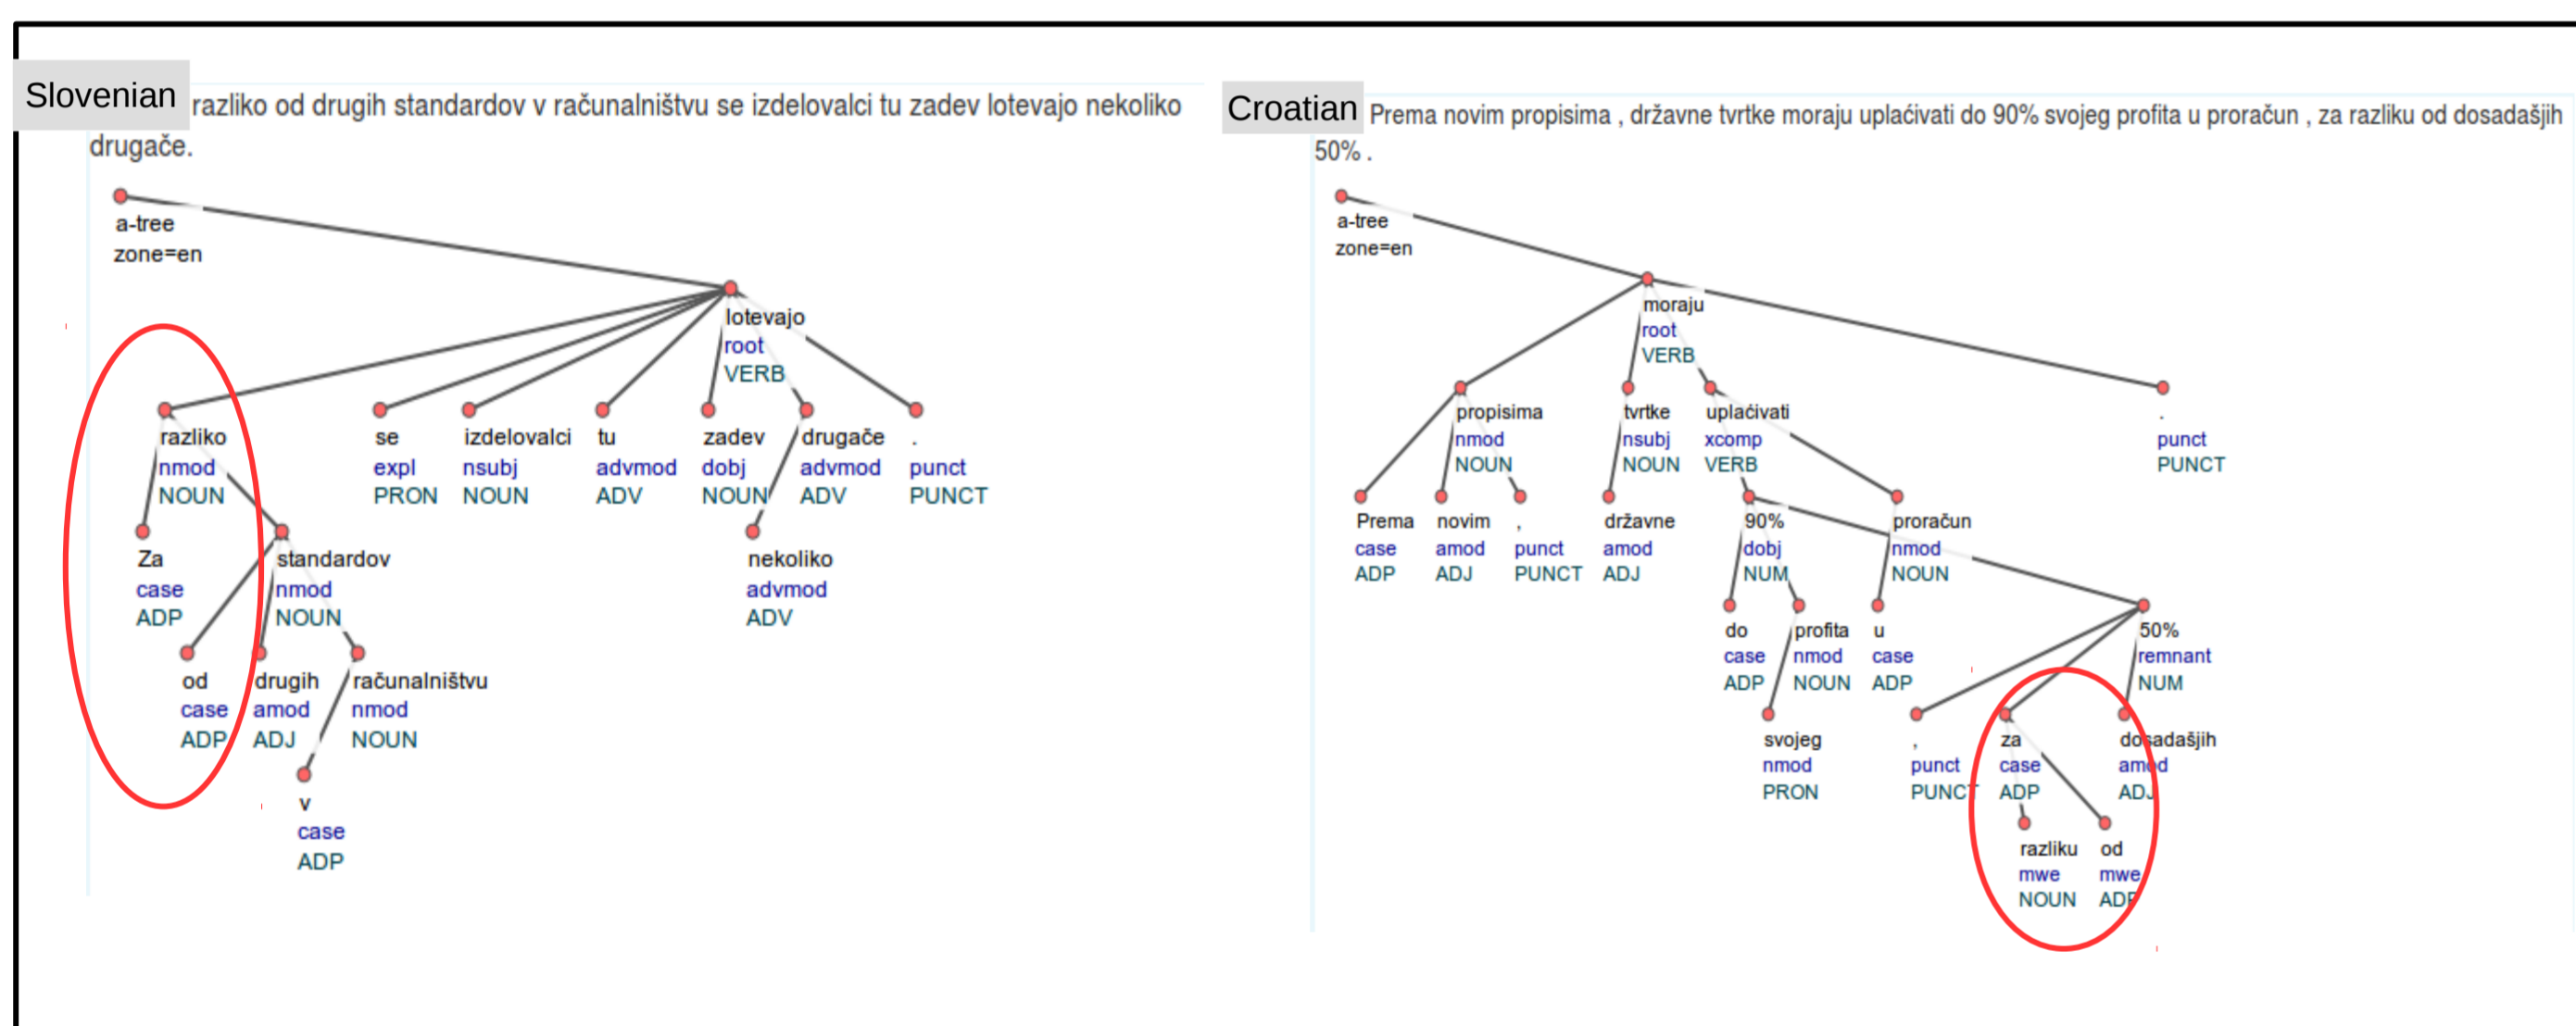 Slovenian
razliko od drugih standardov v računalništvu se izdelovalci tu zadev lotevajo nekoliko
drugače.
a-tree
zone=en
lotevajo
root
VERB
razliko se izdelovalci tu zadev drugače .
nmod expl nsubj advmod dobj advmod punct
NOUN PRON NOUN ADV NOUN ADV PUNCT
Za standardov nekoliko
case nmod advmod
ADP NOUN ADV
od drugih računalništvu
case amod nmod
ADP ADJ NOUN
v
case
ADP
Croatian
Prema novim propisima , državne tvrtke moraju uplaćivati do 90% svojeg profita u proračun , za razliku od dosadašjih
50% .
a-tree
zone=en
moraju
root
VERB
propisima tvrtke uplaćivati .
nmod nsubj xcomp punct
NOUN NOUN VERB PUNCT
Prema novim , državne 90% proračun
case amod punct amod dobj nmod
ADP ADJ PUNCT ADJ NUM NOUN
do profita u 50%
case nmod case remnant
ADP NOUN ADP NUM
svojeg , za dosadašjih
nmod punct case amod
PRON PUNCT ADP ADJ
razliku od
mwe mwe
NOUN ADP